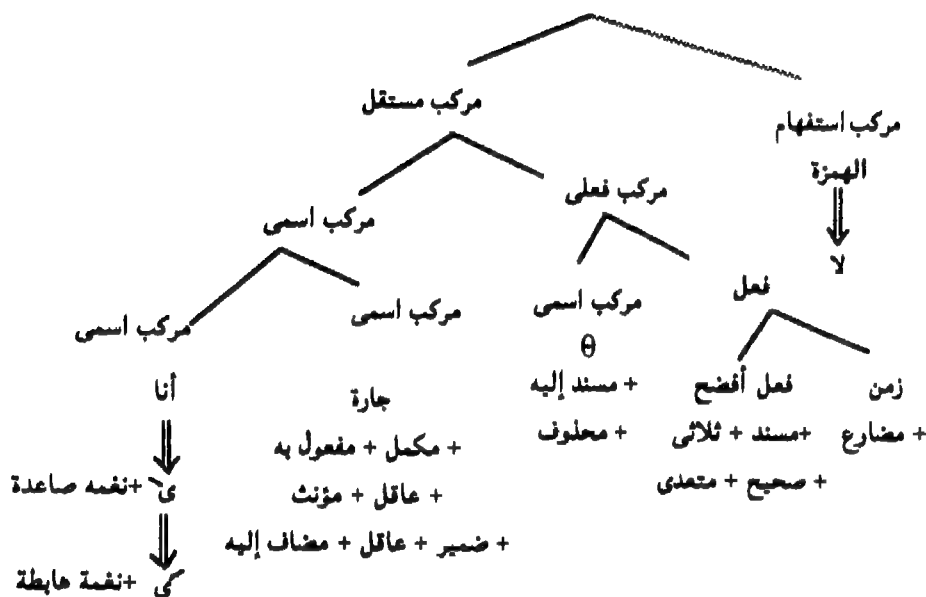 مركب مستقل
مركب استفهام
الهمزة
لا
مركب اسمى
مركب فعلى
مركب اسمى
مركب اسمى
مركب اسمى
فعل
θ
أنا
جارة
+ مسند إليه
فعل أفضح
زمن
+ مكمل + مفعول به
+ محذوف
+مسند + ثلاثى
+ مضارع
ىَ +نغمه صاعدة
+ عاقل + مؤنث
+ صحيح + متعدى
+ ضمير + عاقل + مضاف إليه
ى +نغمة هابطة